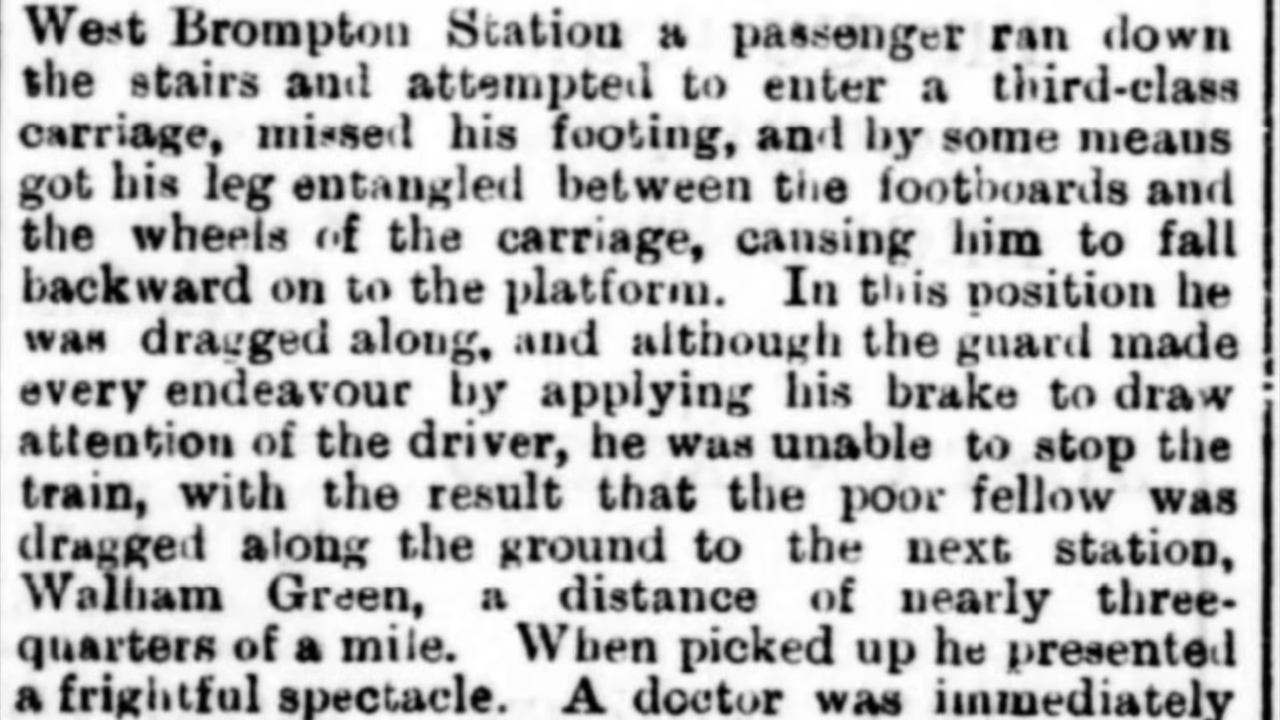 West Brompton Station a passenger ran down
the stairs and attempted to enter a third-class
carriage, missed his footing, and by some means
got his leg entangled between the footboards and
the wheels of the carriage, causing him to fall
backward on to the platform. In this position he
was dragged along, and although the guard made
every endeavour by applying his brake to draw
attention of the driver, he was unable to stop the
train, with the result that the poor fellow was
dragged along the ground to the next station,
Walham Green, a distance of nearly three-
quarters of a mile. When picked up he presented
a frightful spectacle. A doctor was immediately